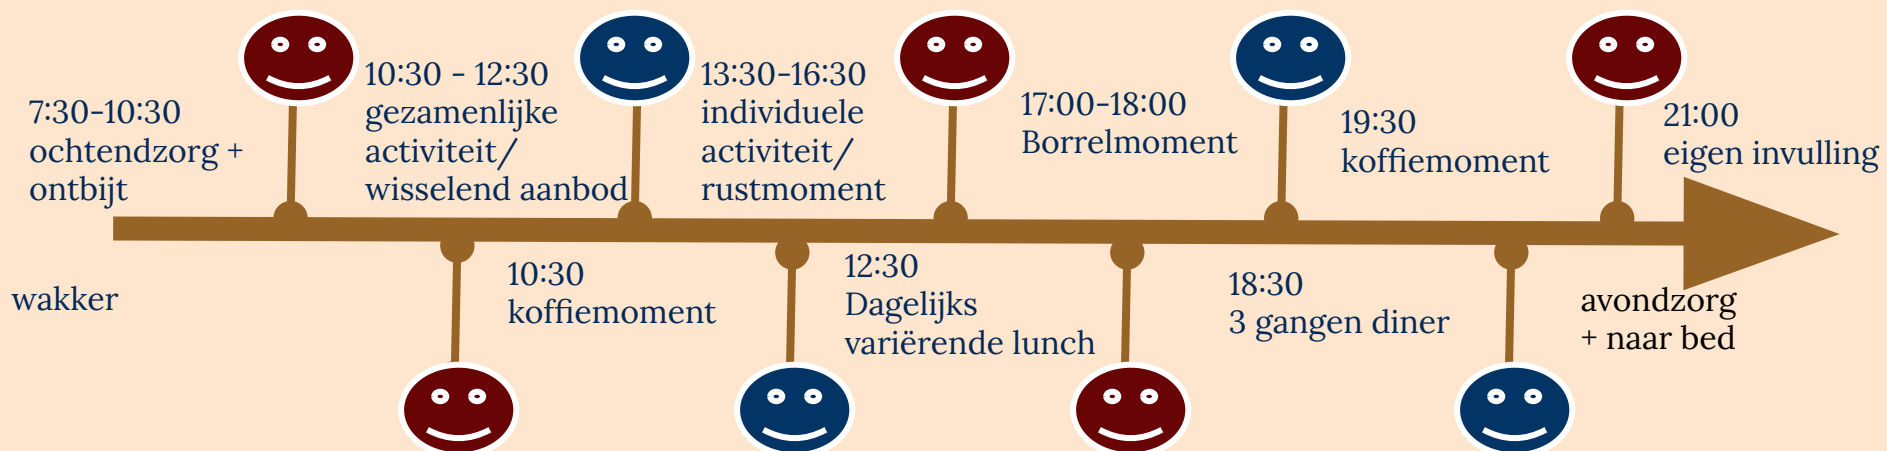 7:30-10:30
ochtendzorg +
ontbijt
10:30 - 12:30
gezamenlijke
activiteit/
wisselend aanbod
13:30-16:30
individuele
activiteit/
rustmoment
17:00-18:00
Borrelmoment
19:30
koffiemoment
21:00
eigen invulling
wakker
10:30
koffiemoment
12:30
Dagelijks
variërende lunch
18:30
3 gangen diner
avondzorg
+ naar bed